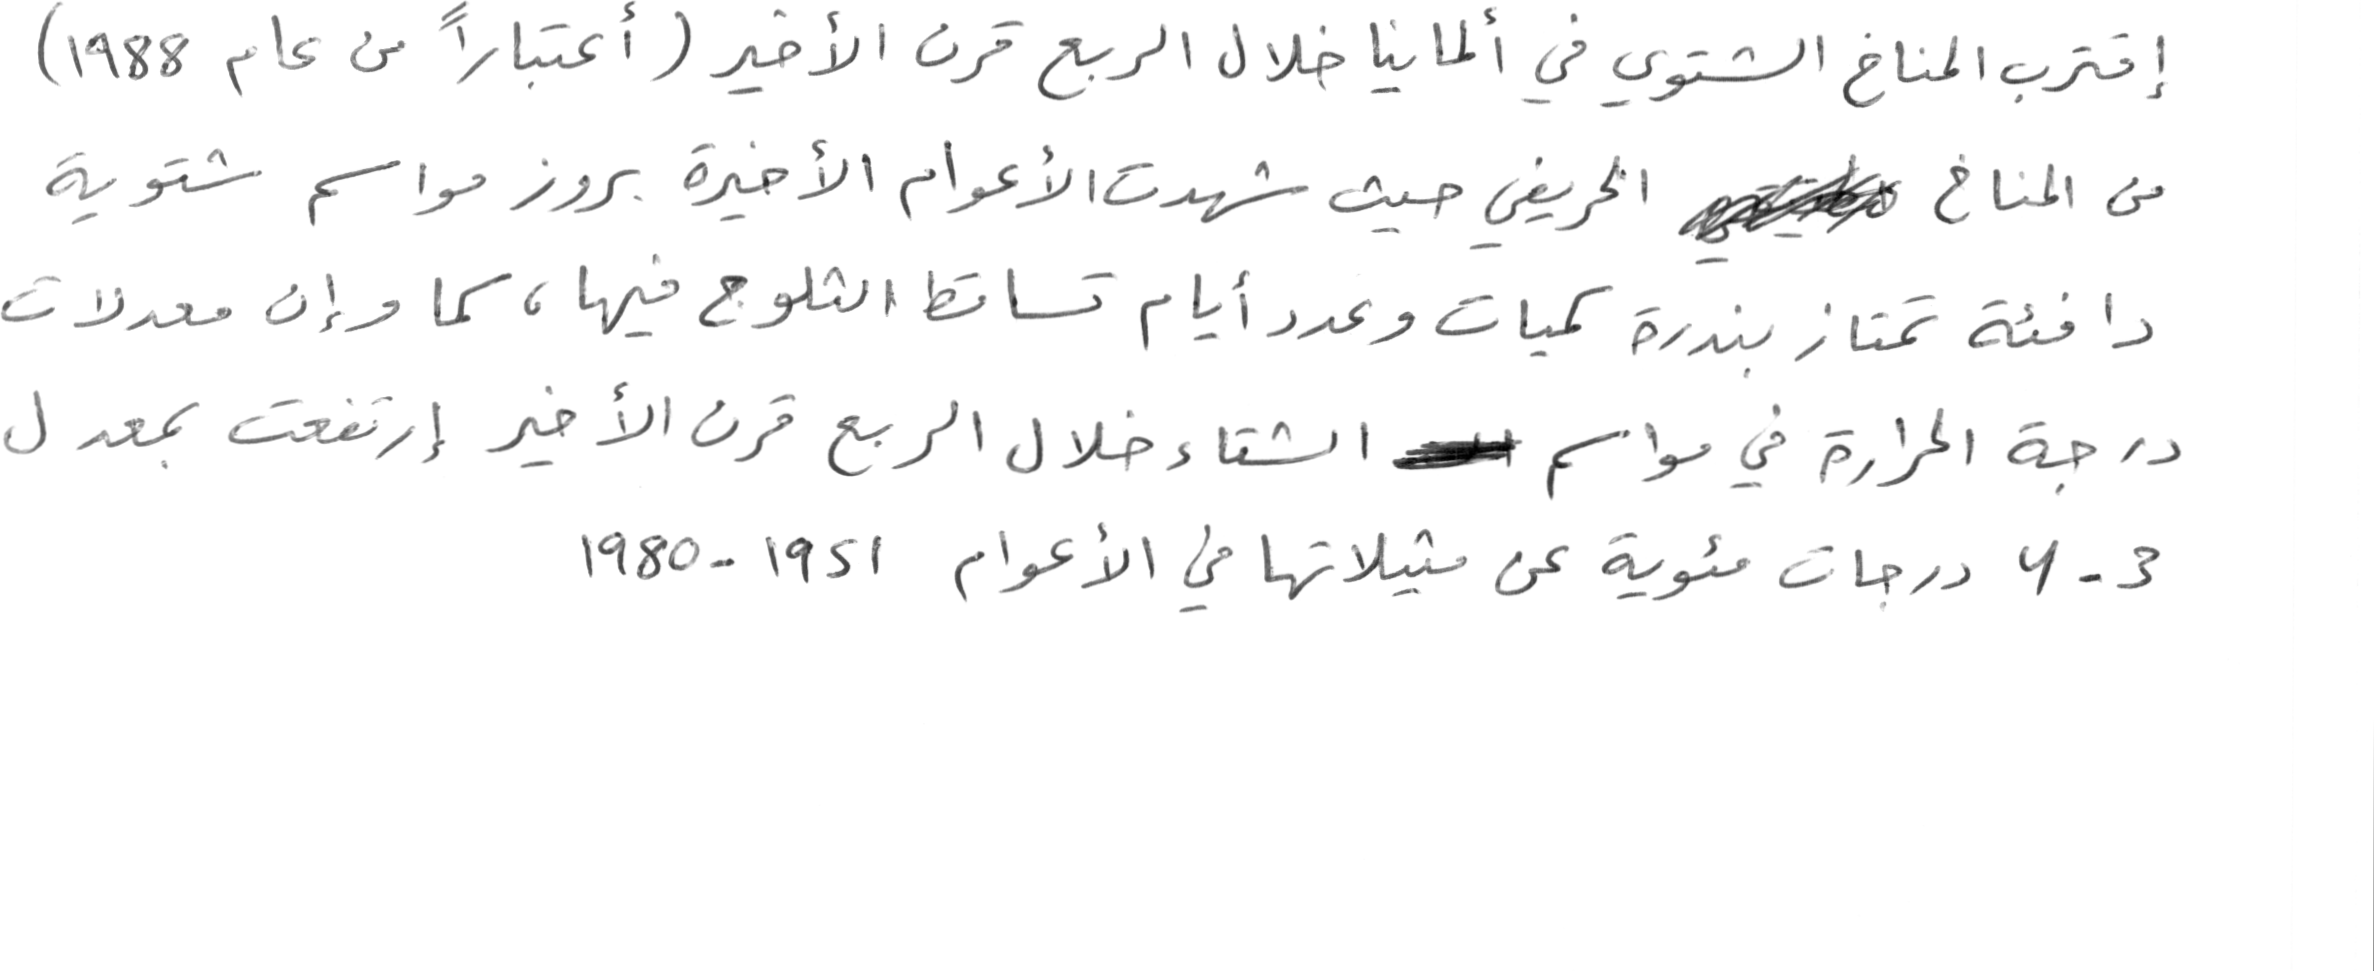 إقترب المناخ الشتوي في ألمانيا خلال الربع قرن الأخير (أعتباراً من عام 1988)
من المناخ الخريفي حيث شهدت الأعوام الأخيرة بروز مواسم شتوية
دافئة تمتاز بندرة كميات وعدد أيام تساقط الثلوج فيها، كما وإن معدلات
درجة الحرارة في مواسم الشتاء خلال الربع قرن الأخير إرتفعت بمعدل
3-4 درجات مئوية عن مثيلاتها في الأعوام 1951-1980